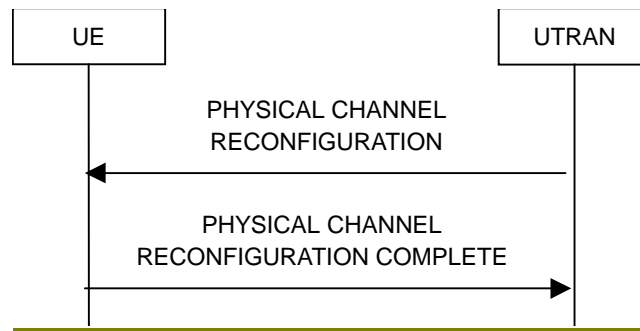 UE
UTRAN
PHYSICAL CHANNEL
RECONFIGURATION
PHYSICAL CHANNEL
RECONFIGURATION COMPLETE